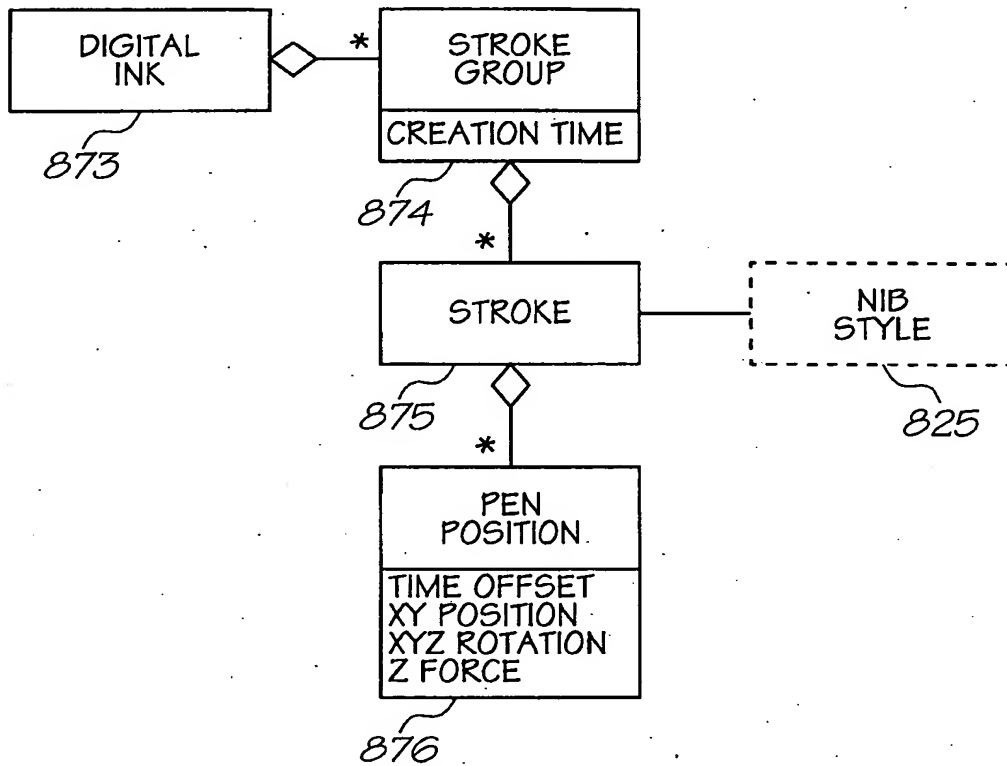 DIGITAL
INK
873
*
STROKE
GROUP
CREATION TIME
874
*
STROKE
875
NIB
STYLE
825
*
PEN
POSITION
TIME OFFSET
XY POSITION
XYZ ROTATION
Z FORCE
876